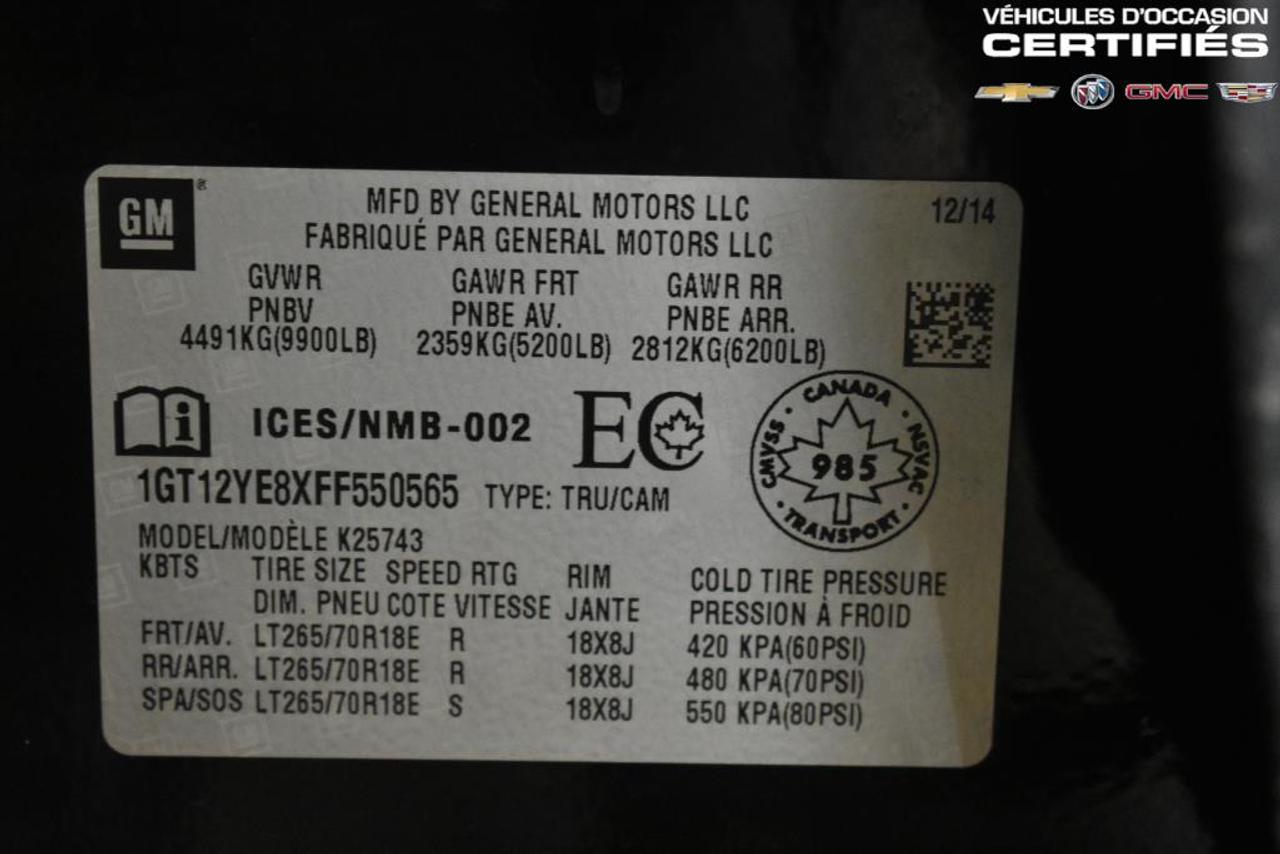 VÉHICULES D'OCCASION
CERTIFIÉS
GMC
GM ®
MFD BY GENERAL MOTORS LLC 12/14
FABRIQUÉ PAR GENERAL MOTORS LLC
GVWR GAWR FRT GAWR RR
PNBV PNBE AV. PNBE ARR.
4491KG(9900LB) 2359KG(5200LB) 2812KG(6200LB)
i ICES/NMB-002 EC
CANADA
CMVSS 985 NSVAC
TRANSPORT
1GT12YE8XFF550565 TYPE: TRU/CAM
MODEL/MODÈLE K25743
KBTS TIRE SIZE SPEED RTG RIM COLD TIRE PRESSURE
DIM. PNEU COTE VITESSE JANTE PRESSION À FROID
FRT/AV. LT265/70R18E R 18X8J 420 KPA(60PSI)
RR/ARR. LT265/70R18E R 18X8J 480 KPA(70PSI)
SPA/SOS LT265/70R18E S 18X8J 550 KPA(80PSI)